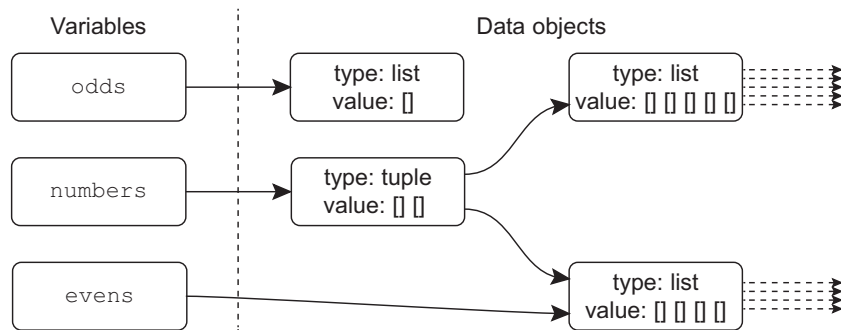 Variables
Data objects
odds
type: list
value: []
type: list
value: [] [] [] [] []
numbers
type: tuple
value: [] []
evens
type: list
value: [] [] [] []